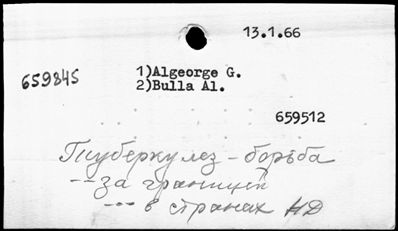 13.1.66
659845
1)Algeorge G.
2)Bulla Al.
659512
Туберкулез - борьба
-- за границей
--- в странах НД